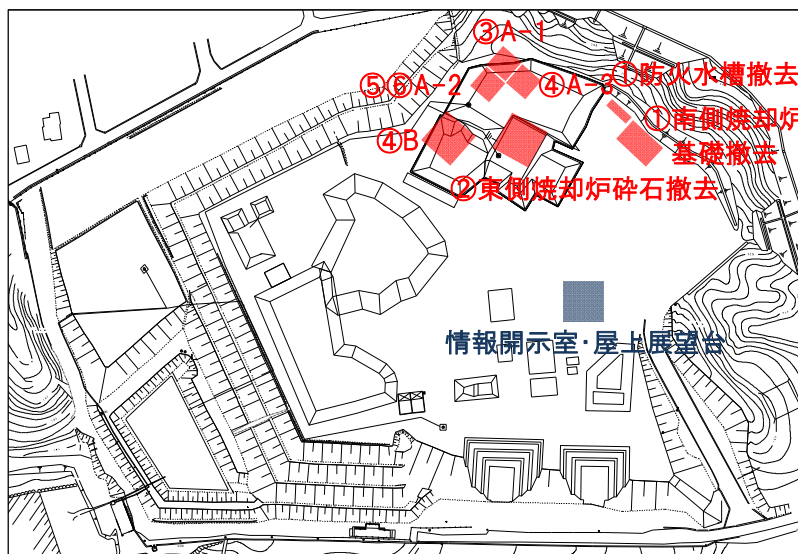 ③A-1
⑤⑥A-2
④A-3
①防火水槽撤去
①南側焼却炉
基礎撤去
④B
②東側焼却炉砕石撤去
情報開示室・屋上展望台